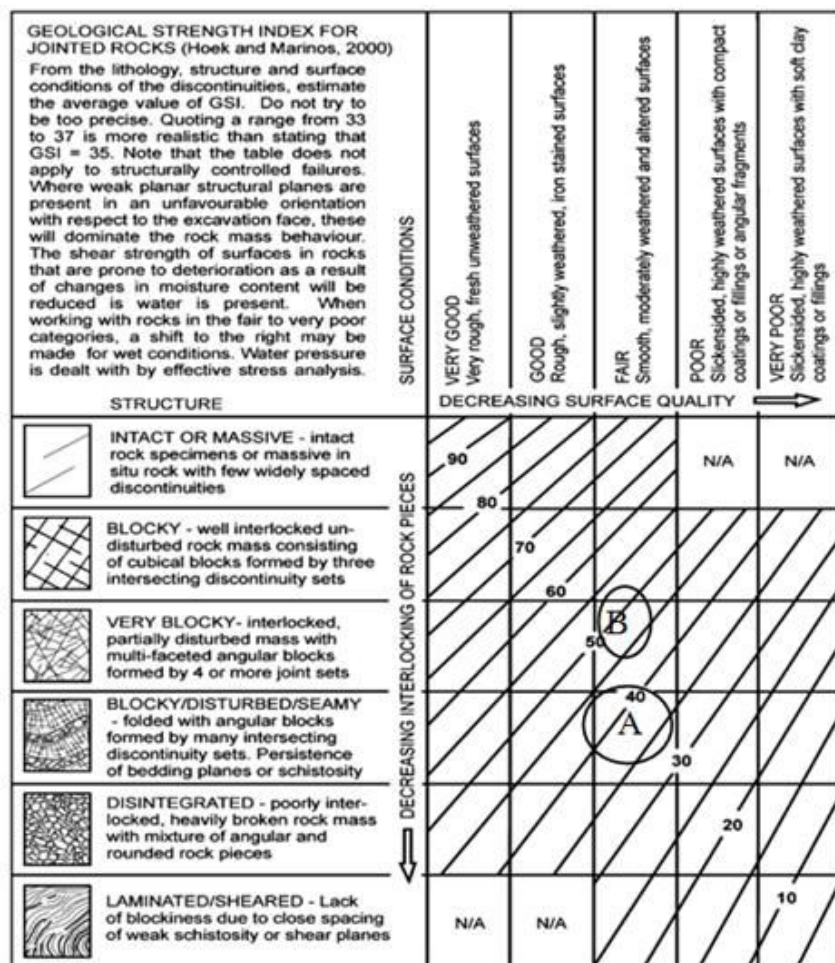 GEOLOGICAL STRENGTH INDEX FOR
JOINTED ROCKS (Hoek and Marinos, 2000)
From the lithology, structure and surface
conditions of the discontinuities, estimate
the average value of GSI. Do not try to
be too precise. Quoting a range from 33
to 37 is more realistic than stating that
GSI = 35. Note that the table does not
apply to structurally controlled failures.
Where weak planar structural planes are
present in an unfavourable orientation
with respect to the excavation face, these
will dominate the rock mass behaviour.
The shear strength of surfaces in rocks
that are prone to deterioration as a result
of changes in moisture content will be
reduced is water is present. When
working with rocks in the fair to very poor
categories, a shift to the right may be
made for wet conditions. Water pressure
is dealt with by effective stress analysis.
STRUCTURE
SURFACE CONDITIONS
VERY GOOD
Very rough, fresh unweathered surfaces
GOOD
Rough, slightly weathered, iron stained surfaces
FAIR
Smooth, moderately weathered and altered surfaces
POOR
Slickensided, highly weathered surfaces with compact
coatings or fillings or angular fragments
VERY POOR
Slickensided, highly weathered surfaces with soft clay
coatings or fillings
DECREASING SURFACE QUALITY
DECREASING INTERLOCKING OF ROCK PIECES
INTACT OR MASSIVE - intact
rock specimens or massive in
situ rock with few widely spaced
discontinuities
90
N/A
N/A
80
BLOCKY - well interlocked un-
disturbed rock mass consisting
of cubical blocks formed by three
intersecting discontinuity sets
70
60
VERY BLOCKY- interlocked,
partially disturbed mass with
multi-faceted angular blocks
formed by 4 or more joint sets
B
50
40
BLOCKY/DISTURBED/SEAMY
- folded with angular blocks
formed by many intersecting
discontinuity sets. Persistence
of bedding planes or schistosity
A
30
DISINTEGRATED - poorly inter-
locked, heavily broken rock mass
with mixture of angular and
rounded rock pieces
20
LAMINATED/SHEARED - Lack
of blockiness due to close spacing
of weak schistosity or shear planes
N/A
N/A
10